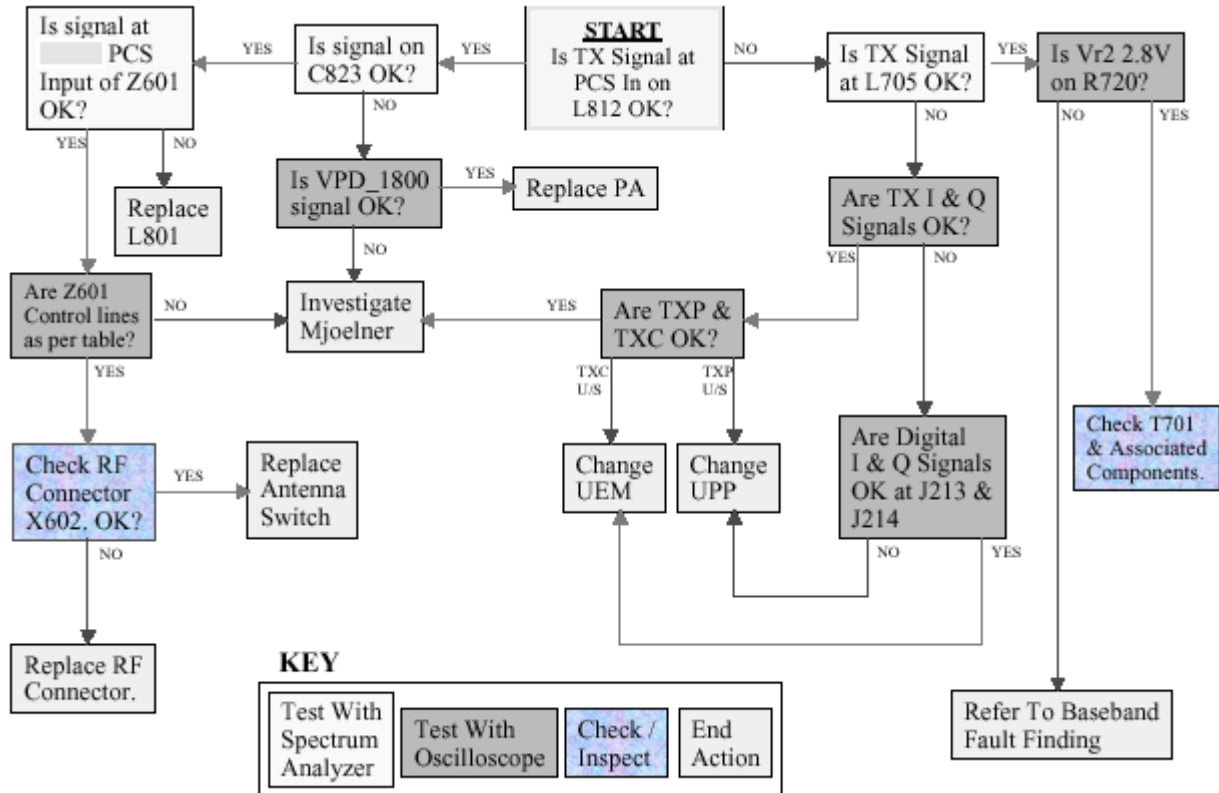 Is signal at
PCS
Input of Z601
OK?
YES
Is signal on
C823 OK?
YES
START
Is TX Signal at
PCS In on
L812 OK?
NO
Is TX Signal
at L705 OK?
YES
Is Vr2 2.8V
on R720?
YES
NO
NO
NO
NO
YES
Replace
L801
Is VPD_1800
signal OK?
YES
Replace PA
Are TX I & Q
Signals OK?
NO
YES
NO
Are Z601
Control lines
as per table?
NO
Investigate
Mjoelner
YES
Are TXP &
TXC OK?
YES
TXC
U/S
TXP
U/S
Check RF
Connector
X602. OK?
YES
Replace
Antenna
Switch
Change
UEM
Change
UPP
Are Digital
I & Q Signals
OK at J213 &
J214
Check T701
& Associated
Components.
NO
NO
YES
Replace RF
Connector.
KEY
Test With
Spectrum
Analyzer
Test With
Oscilloscope
Check /
Inspect
End
Action
Refer To Baseband
Fault Finding